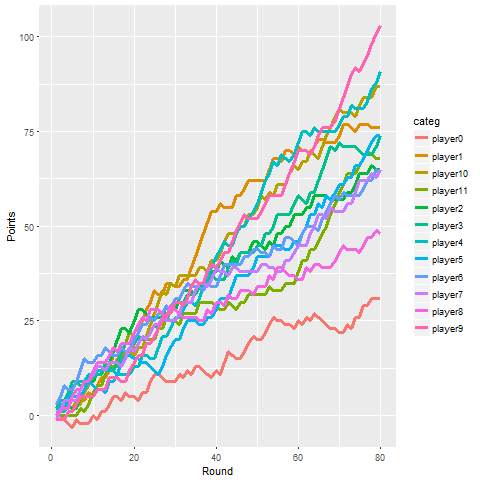 100
75
50
25
0
Points
0
20
40
60
80
Round
categ
player0
player1
player10
player11
player2
player3
player4
player5
player6
player7
player8
player9